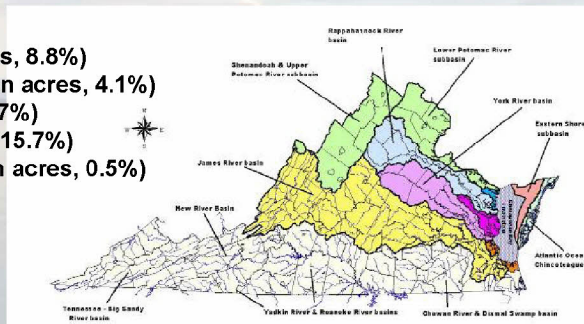 s, 8.8%)
n acres, 4.1%)
7%)
15.7%)
n acres, 0.5%)
Rappahannock River
basin
Lower Potomac River
subbasin
Shenandoah & Upper
Potomac River subbasin
York River basin
Eastern Shore
subbasin
James River basin
New River Basin
Atlantic Ocea
Chincoteague
Tennessee - Big Sandy
River basin
Yadkin River & Roanoke River basins
Chowan River & Dismal Swamp basin